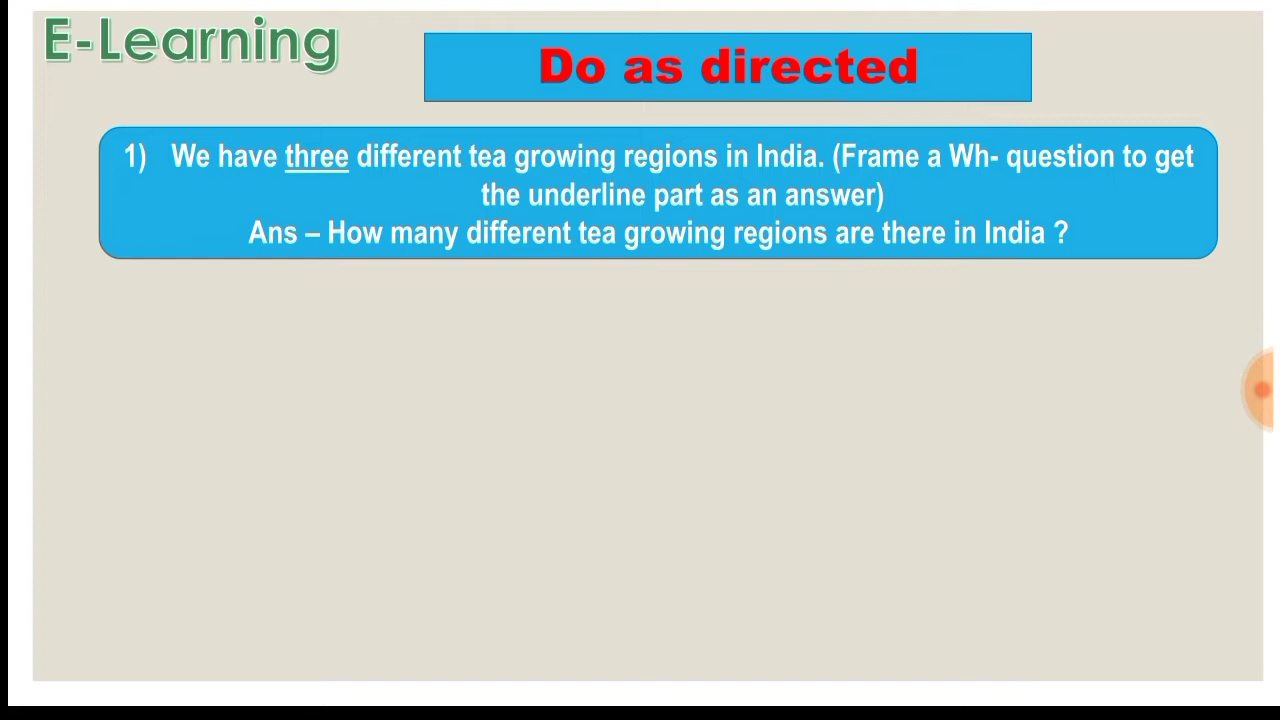 E-Learning
Do as directed
1) We have three different tea growing regions in India. (Frame a Wh- question to get
the underline part as an answer)
Ans – How many different tea growing regions are there in India ?